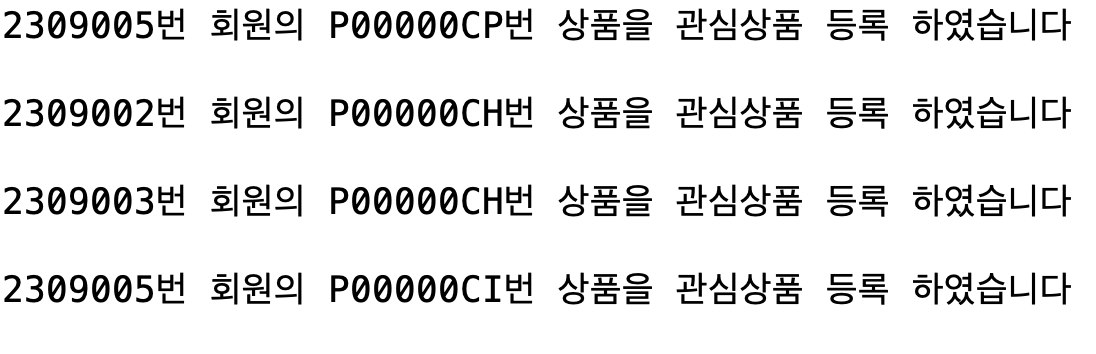 2309005번 회원의 P00000CP번 상품을 관심상품 등록 하였습니다
2309002번 회원의 P00000CH번 상품을 관심상품 등록 하였습니다
2309003번 회원의 P00000CH번 상품을 관심상품 등록 하였습니다
2309005번 회원의 P00000CI번 상품을 관심상품 등록 하였습니다